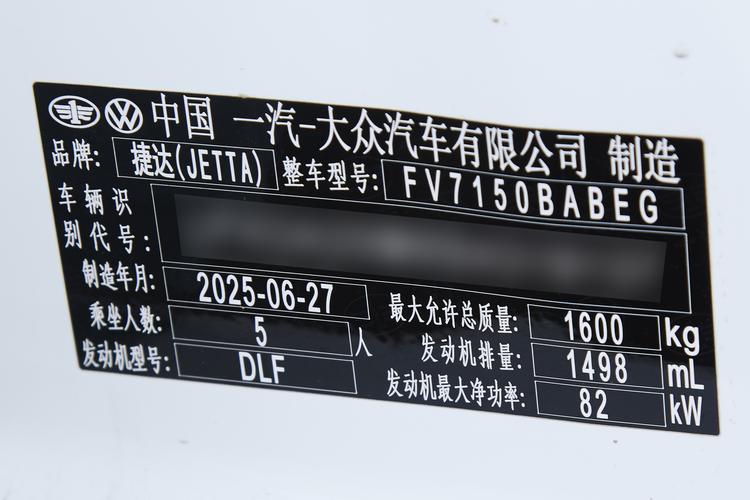 中国 一汽-大众汽车有限公司 制造
品牌: 捷达(JETTA) 整车型号: FV7150BABEG
车辆识
别代号:
制造年月: 2025-06-27 最大允许总质量: 1600 kg
乘坐人数: 5 人 发动机排量: 1498 mL
发动机型号: DLF 发动机最大净功率: 82 kW